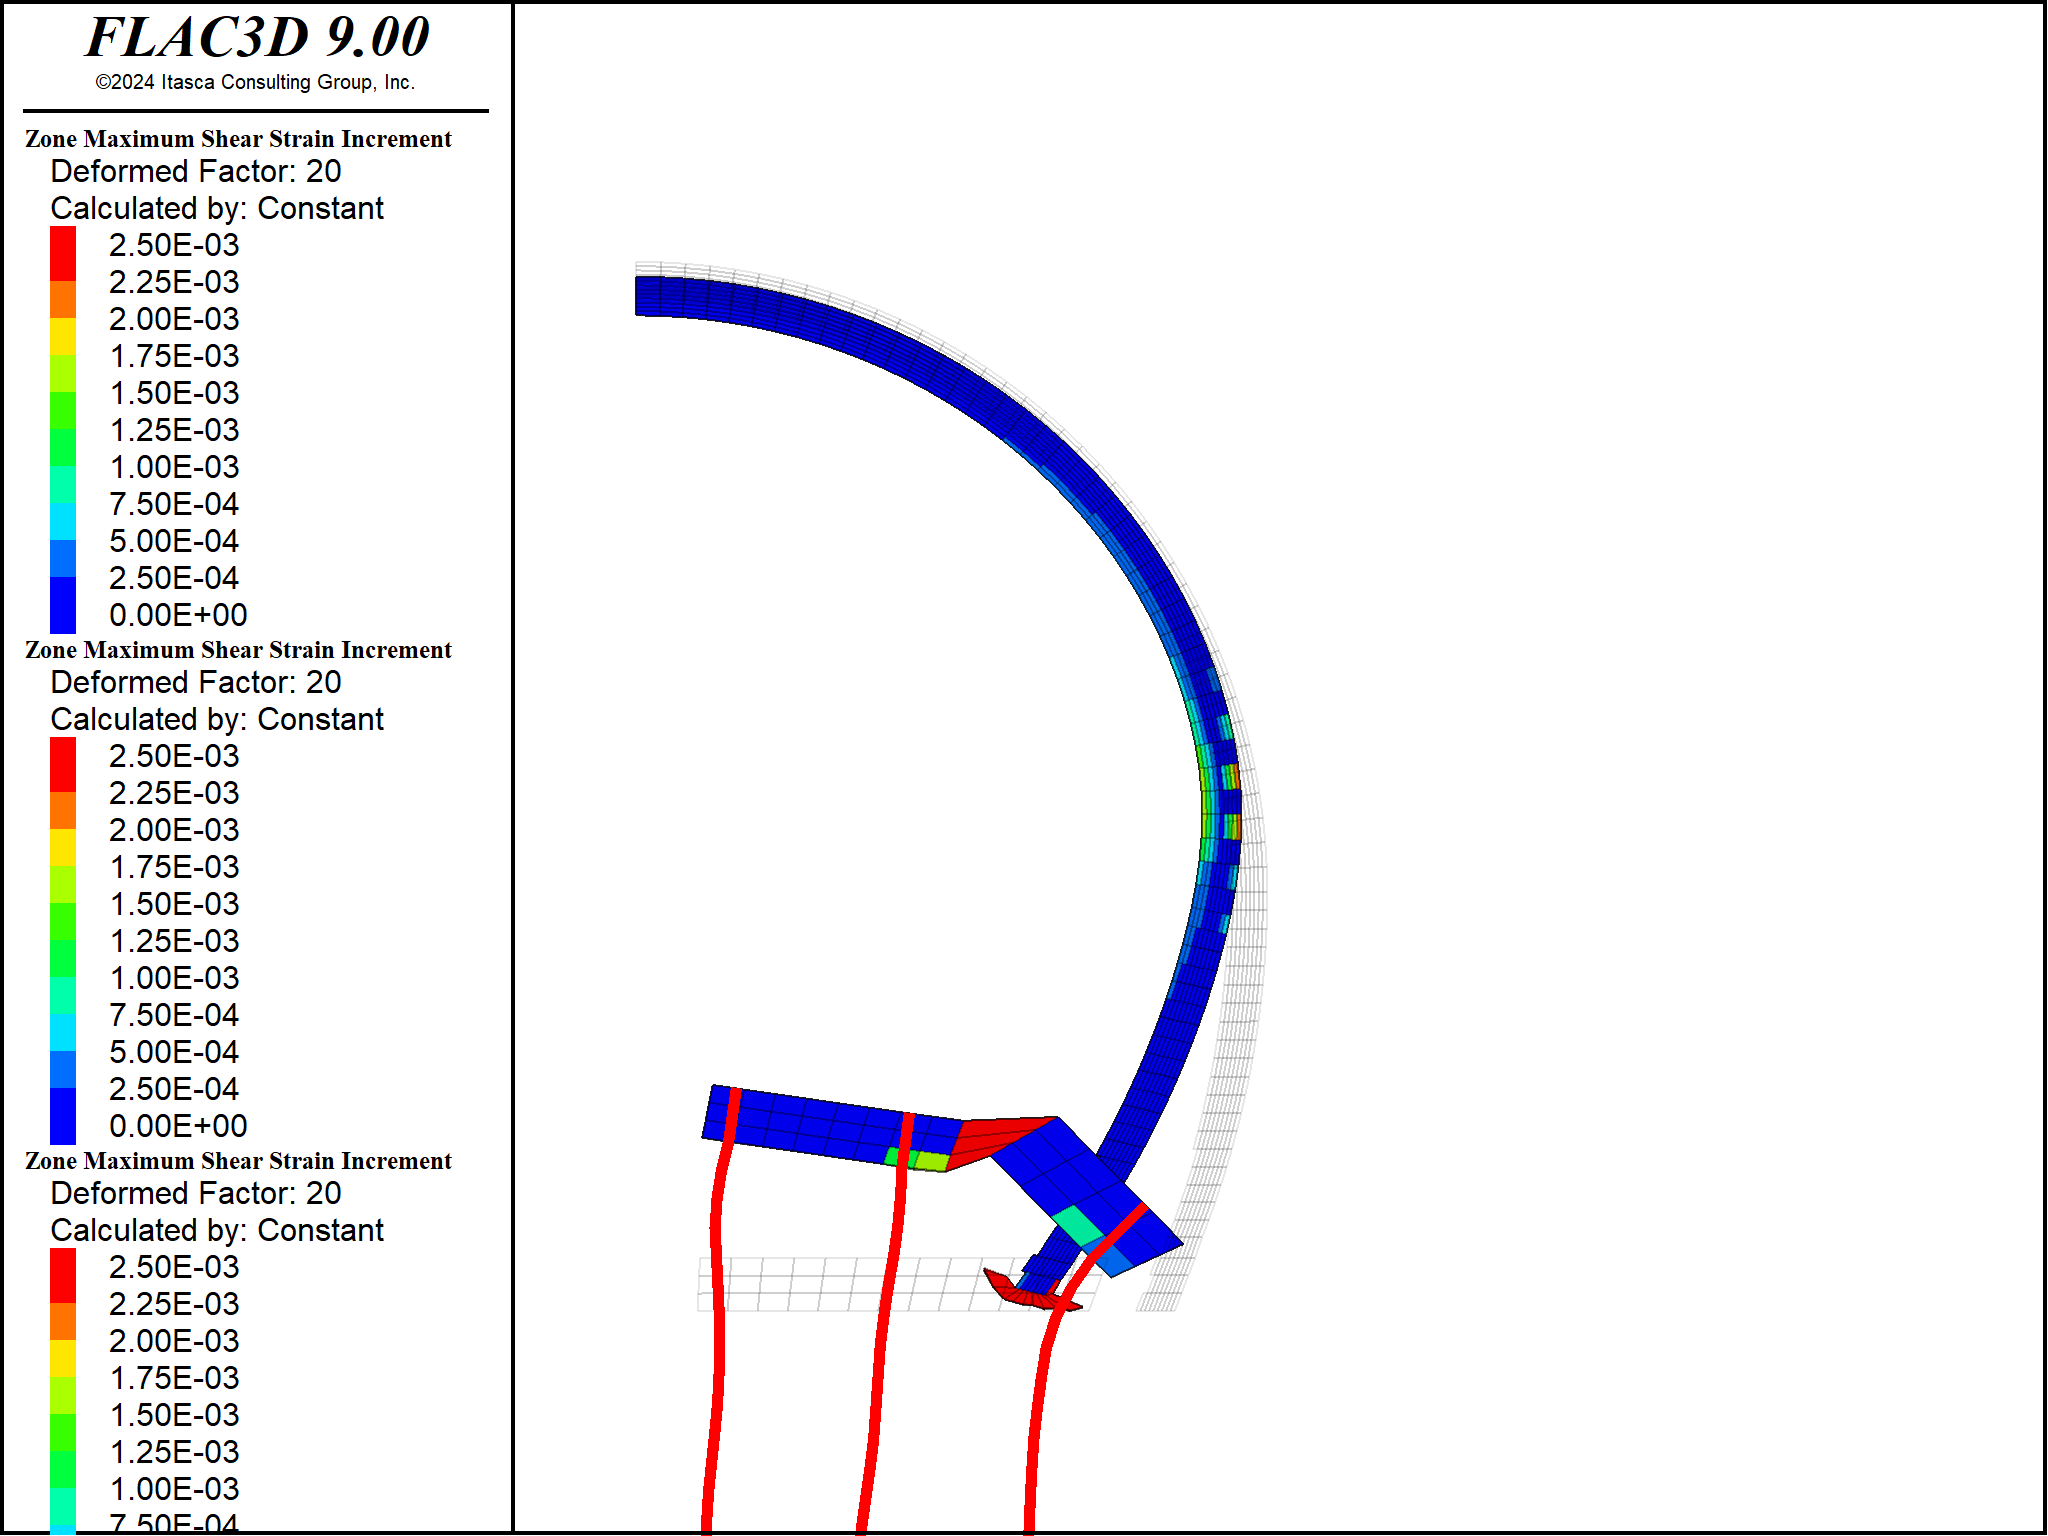 FLAC3D 9.00
©2024 Itasca Consulting Group, Inc.
Zone Maximum Shear Strain Increment
Deformed Factor: 20
Calculated by: Constant
2.50E-03
2.25E-03
2.00E-03
1.75E-03
1.50E-03
1.25E-03
1.00E-03
7.50E-04
5.00E-04
2.50E-04
0.00E+00
Zone Maximum Shear Strain Increment
Deformed Factor: 20
Calculated by: Constant
2.50E-03
2.25E-03
2.00E-03
1.75E-03
1.50E-03
1.25E-03
1.00E-03
7.50E-04
5.00E-04
2.50E-04
0.00E+00
Zone Maximum Shear Strain Increment
Deformed Factor: 20
Calculated by: Constant
2.50E-03
2.25E-03
2.00E-03
1.75E-03
1.50E-03
1.25E-03
1.00E-03
7.50E-04